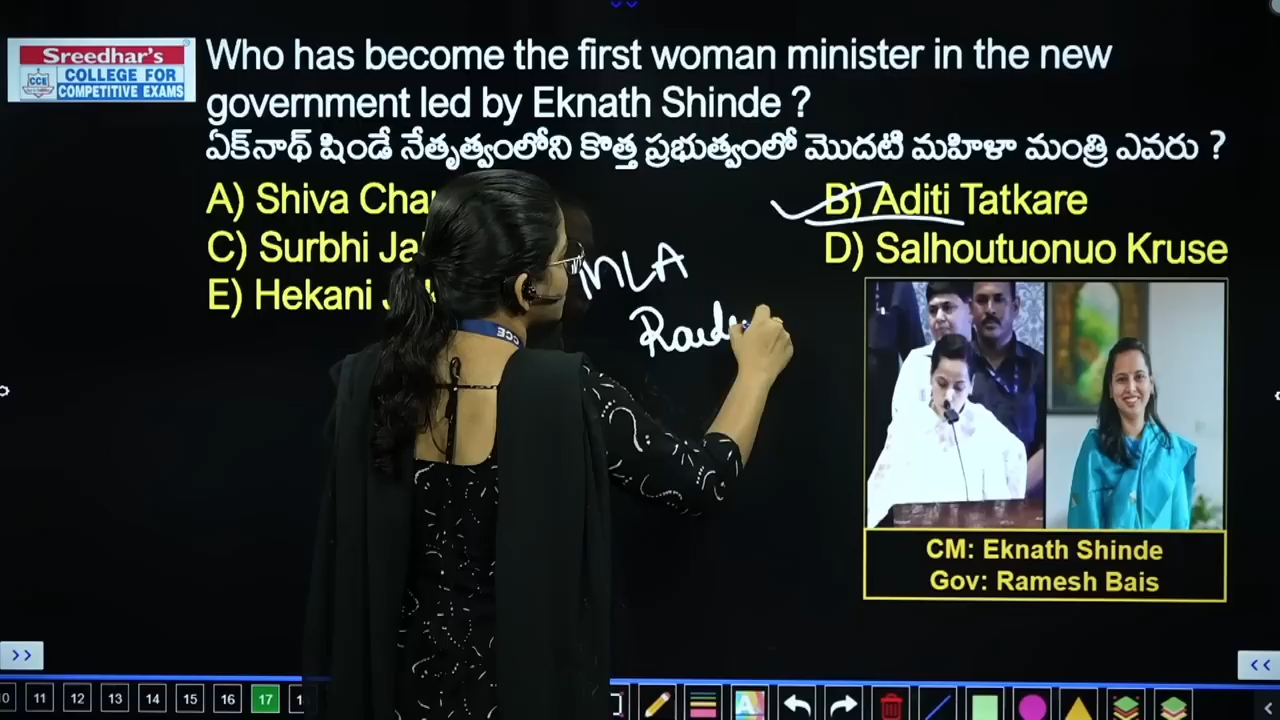 Sreedhar's
CCE
COLLEGE FOR
COMPETITIVE EXAMS
Who has become the first woman minister in the new
government led by Eknath Shinde ?
ఏక్‌నాథ్ షిండే నేతృత్వంలోని కొత్త ప్రభుత్వంలో మొదటి మహిళా మంత్రి ఎవరు ?
A) Shiva
B) Aditi Tatkare
C) Surbhi
D) Salhoutuonuo Kruse
E) Hekani
MLA
CCE
CM: Eknath Shinde
Gov: Ramesh Bais
>> <<
11 12 13 14 15 16 17